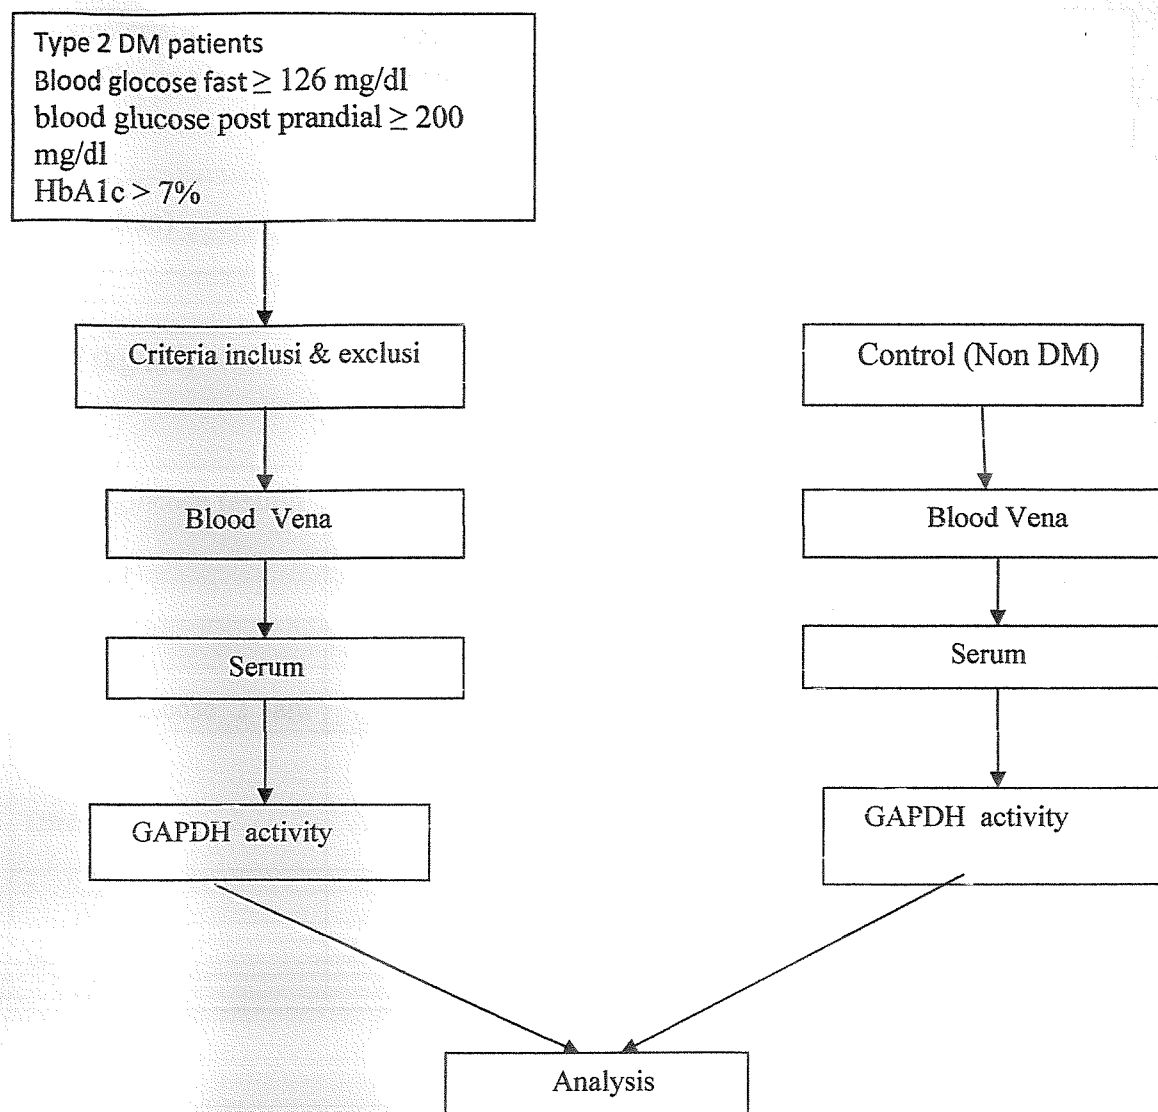 Type 2 DM patients
Blood glocose fast ≥ 126 mg/dl
blood glucose post prandial ≥ 200
mg/dl
HbA1c > 7%
Criteria inclusi & exclusi
Control (Non DM)
Blood Vena
Blood Vena
Serum
Serum
GAPDH activity
GAPDH activity
Analysis